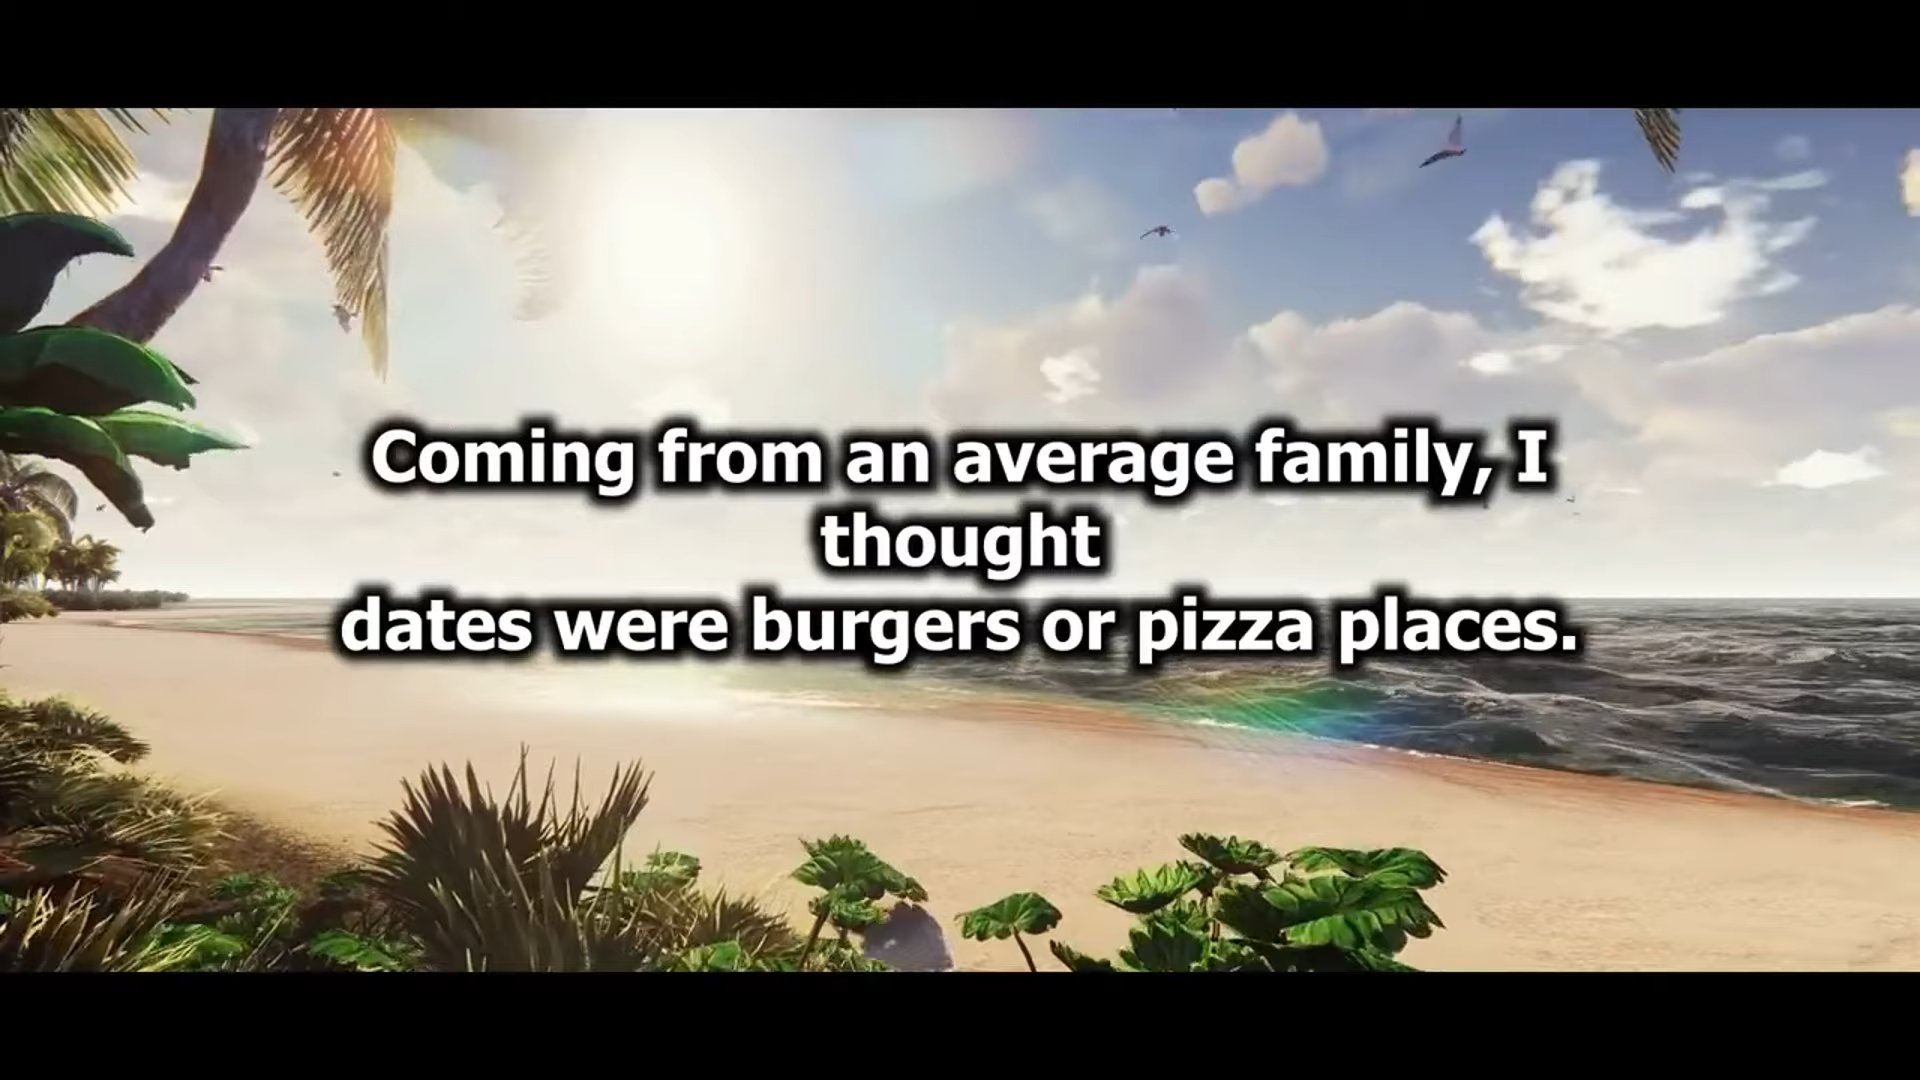 Coming from an average family, I
thought
dates were burgers or pizza places.